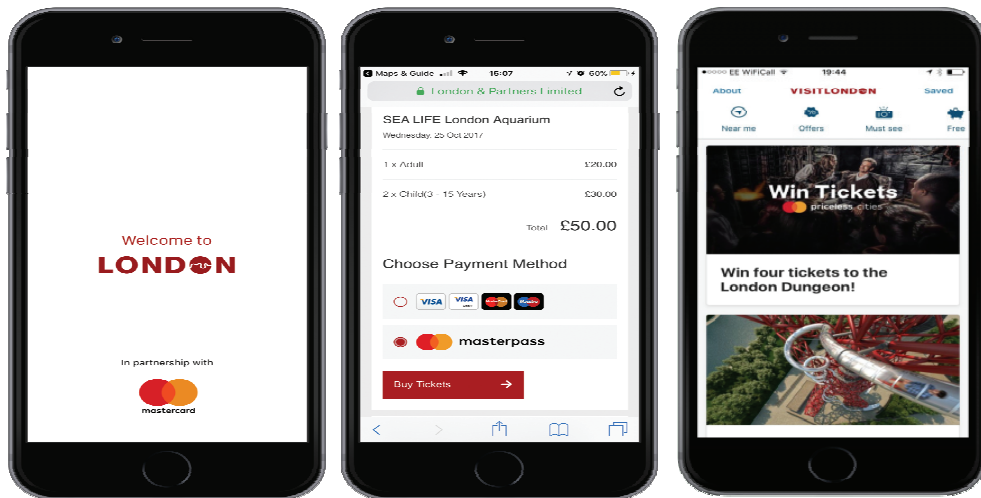 Welcome to
LONDON
In partnership with
mastercard
Maps & Guide
15:07
60%
London & Partners Limited
SEA LIFE London Aquarium
Wednesday, 25 Oct 2017
1 x Adult £20.00
2 x Child(3 - 15 Years) £30.00
Total £50.00
Choose Payment Method
VISA VISA
masterpass
Buy Tickets
EE WiFiCall 19:44
About VISITLONDON Saved
Near me Offers Must see Free
Win Tickets
priceless cities
Win four tickets to the
London Dungeon!